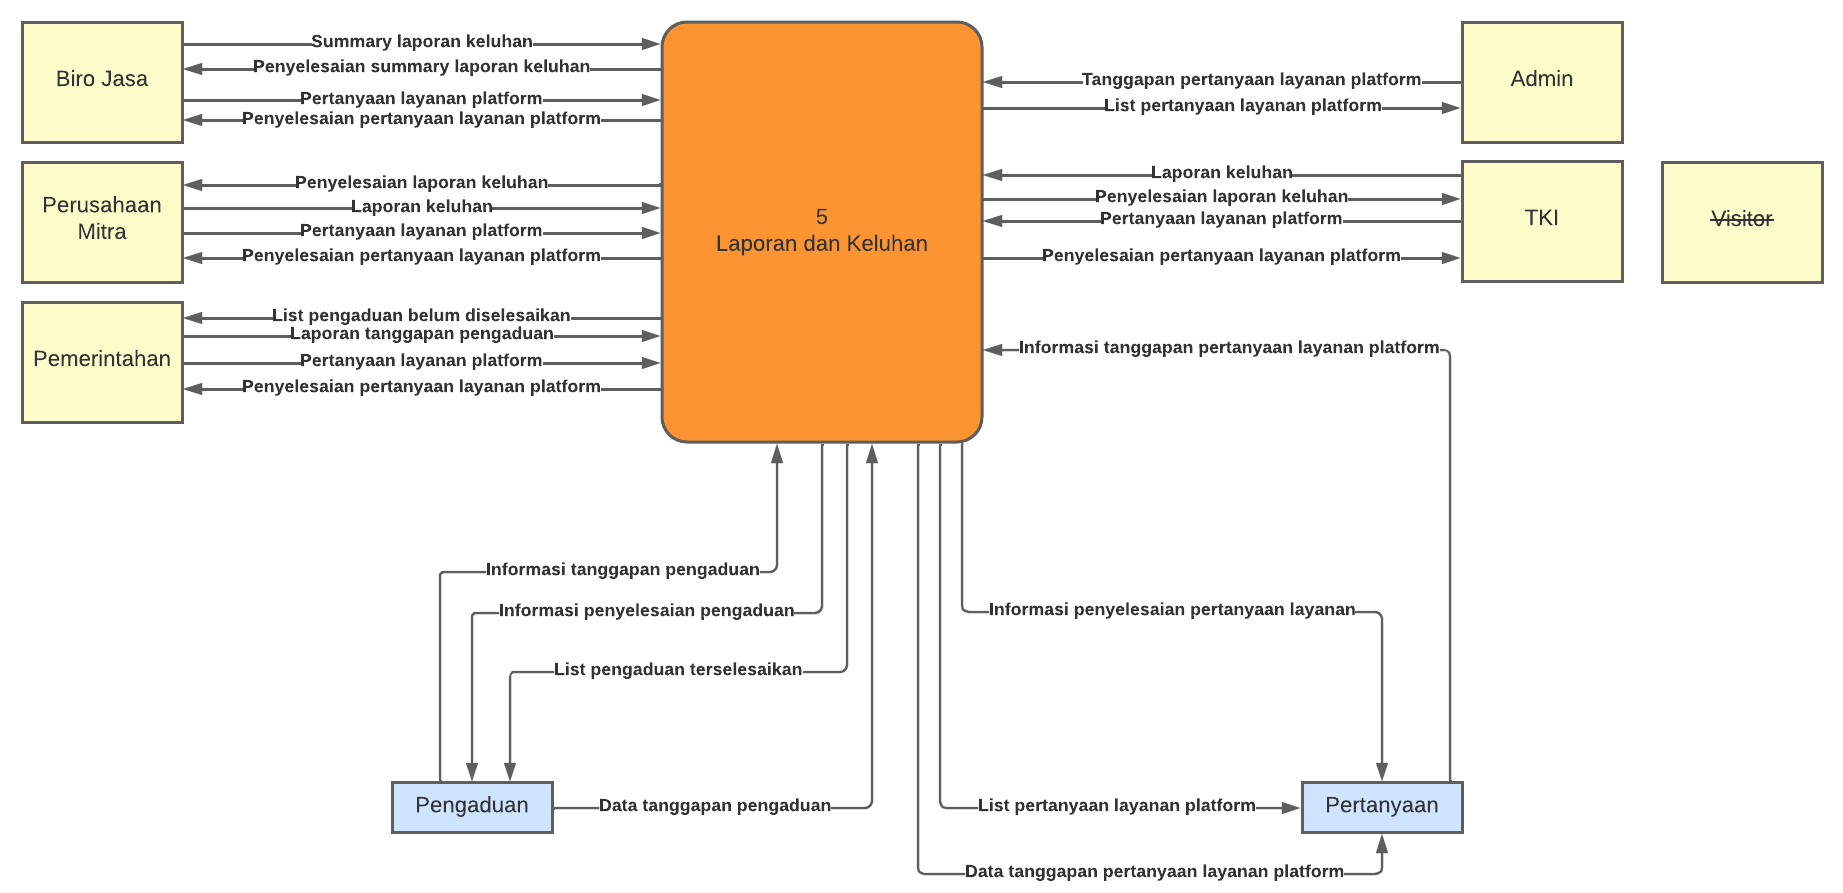 Biro Jasa
Summary laporan keluhan
Penyelesaian summary laporan keluhan
Pertanyaan layanan platform
Penyelesaian pertanyaan layanan platform
Perusahaan
Mitra
Penyelesaian laporan keluhan
Laporan keluhan
Pertanyaan layanan platform
Penyelesaian pertanyaan layanan platform
Pemerintahan
List pengaduan belum diselesaikan
Laporan tanggapan pengaduan
Pertanyaan layanan platform
Penyelesaian pertanyaan layanan platform
5
Laporan dan Keluhan
Admin
Tanggapan pertanyaan layanan platform
List pertanyaan layanan platform
TKI
Laporan keluhan
Penyelesaian laporan keluhan
Pertanyaan layanan platform
Penyelesaian pertanyaan layanan platform
Visitor
Informasi tanggapan pertanyaan layanan platform
Informasi tanggapan pengaduan
Informasi penyelesaian pengaduan
List pengaduan terselesaikan
Pengaduan
Data tanggapan pengaduan
Informasi penyelesaian pertanyaan layanan
List pertanyaan layanan platform
Pertanyaan
Data tanggapan pertanyaan layanan platform